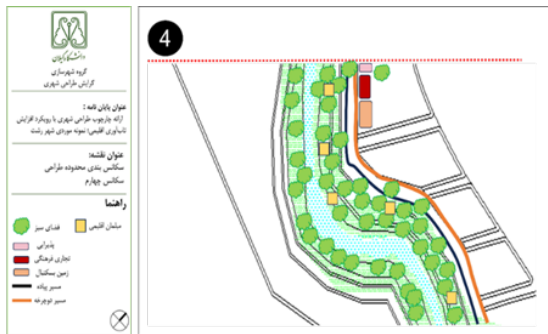 دانشگاه گیلان
گروه شهرسازی
گرایش طراحی شهری
عنوان پایان نامه :
ارائه چارچوب طراحی شهری با رویکرد افزایش
تاب‌آوری اقلیمی؛ نمونه موردی شهر رشت
عنوان نقشه:
سکانس بندی محدوده طراحی
سکانس چهارم
راهنما
فضای سبز
مبلمان اقلیمی
پذیرایی
تجاری فرهنگی
زمین بسکتبال
مسیر پیاده
مسیر دوچرخه
4